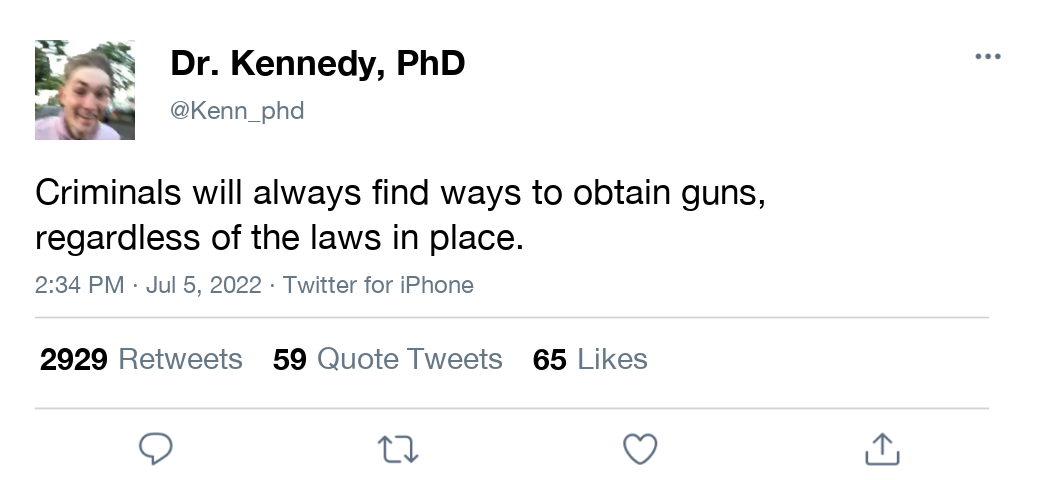 Dr. Kennedy, PhD
@Kenn_phd
Criminals will always find ways to obtain guns,
regardless of the laws in place.
2:34 PM · Jul 5, 2022 · Twitter for iPhone
2929 Retweets 59 Quote Tweets 65 Likes